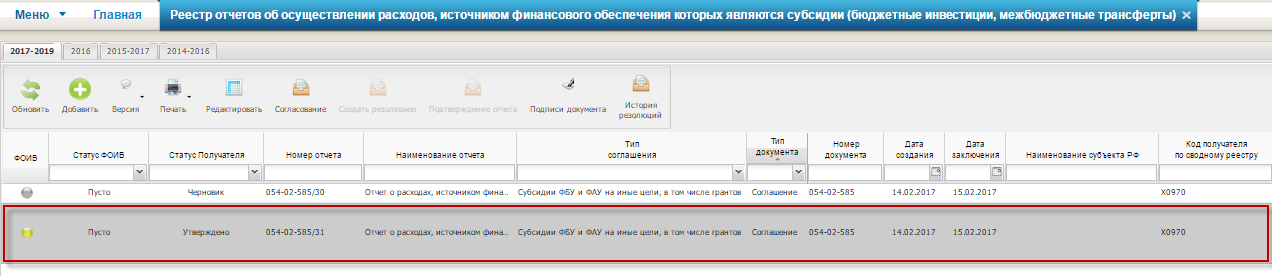 Меню Главная Реестр отчетов об осуществлении расходов, источником финансового обеспечения которых являются субсидии (бюджетные инвестиции, межбюджетные трансферты) ×
2017-2019 2016 2015-2017 2014-2016
Обновить Добавить Версия Печать Редактировать Согласование Создать резолюцию Подтверждение отчета Подписи документа История
резолюций
ФОИВ Статус ФОИВ Статус Получателя Номер отчета Наименование отчета Тип
соглашения Тип
документа Номер
документа Дата
создания Дата
заключения Наименование субъекта РФ Код получателя
по сводному реестру
Пусто Черновик 054-02-585/30 Отчет о расходах, источником фина... Субсидии ФБУ и ФАУ на иные цели, в том числе грантов Соглашение 054-02-585 14.02.2017 15.02.2017 X0970
Пусто Утверждено 054-02-585/31 Отчет о расходах, источником фина... Субсидии ФБУ и ФАУ на иные цели, в том числе грантов Соглашение 054-02-585 14.02.2017 15.02.2017 X0970